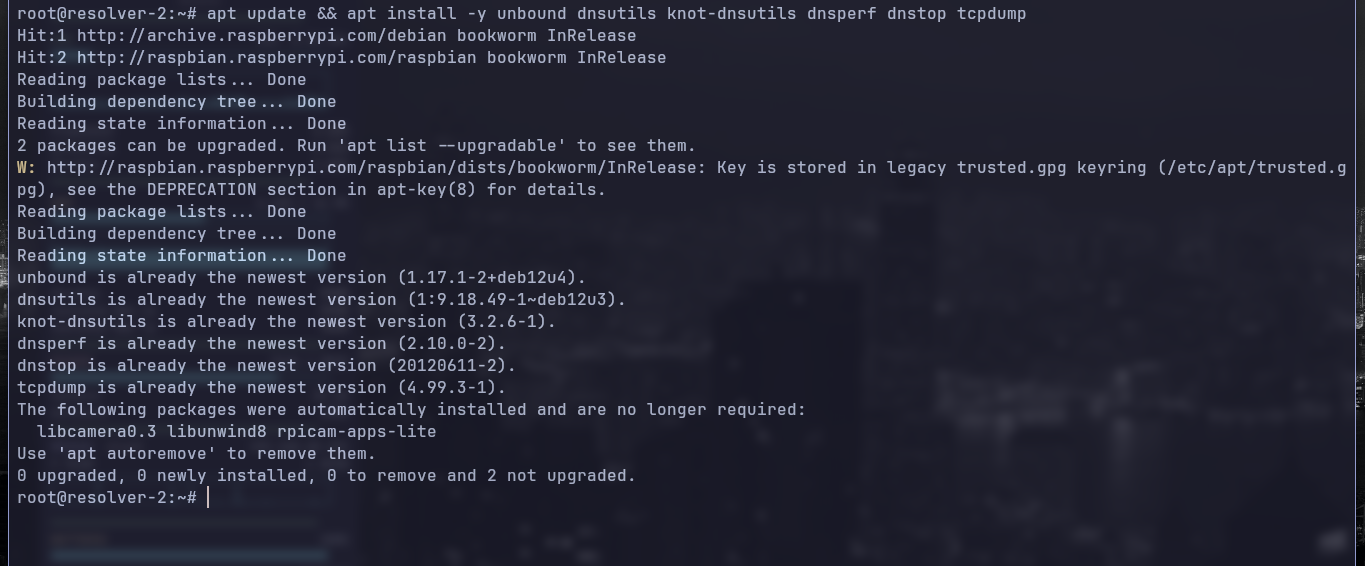 root@resolver-2:~# apt update && apt install -y unbound dnsutils knot-dnsutils dnsperf dnstop tcpdump
Hit:1 http://archive.raspberrypi.com/debian bookworm InRelease
Hit:2 http://raspbian.raspberrypi.com/raspbian bookworm InRelease
Reading package lists... Done
Building dependency tree... Done
Reading state information... Done
2 packages can be upgraded. Run 'apt list --upgradable' to see them.
W: http://raspbian.raspberrypi.com/raspbian/dists/bookworm/InRelease: Key is stored in legacy trusted.gpg keyring (/etc/apt/trusted.g
pg), see the DEPRECATION section in apt-key(8) for details.
Reading package lists... Done
Building dependency tree... Done
Reading state information... Done
unbound is already the newest version (1.17.1-2+deb12u4).
dnsutils is already the newest version (1:9.18.49-1~deb12u3).
knot-dnsutils is already the newest version (3.2.6-1).
dnsperf is already the newest version (2.10.0-2).
dnstop is already the newest version (20120611-2).
tcpdump is already the newest version (4.99.3-1).
The following packages were automatically installed and are no longer required:
  libcamera0.3 libunwind8 rpicam-apps-lite
Use 'apt autoremove' to remove them.
0 upgraded, 0 newly installed, 0 to remove and 2 not upgraded.
root@resolver-2:~#